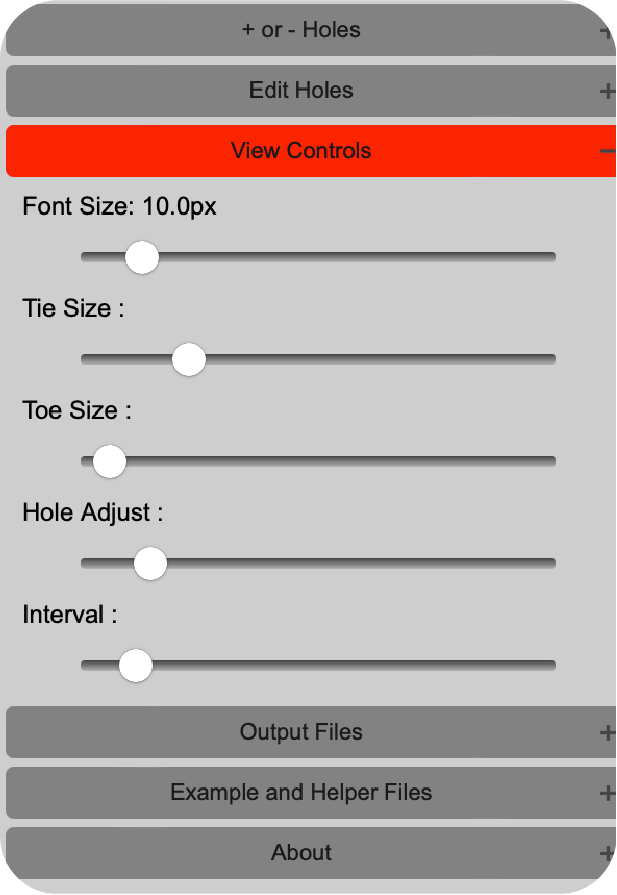 + or - Holes +
Edit Holes +
View Controls −
Font Size: 10.0px
Tie Size :
Toe Size :
Hole Adjust :
Interval :
Output Files +
Example and Helper Files +
About +